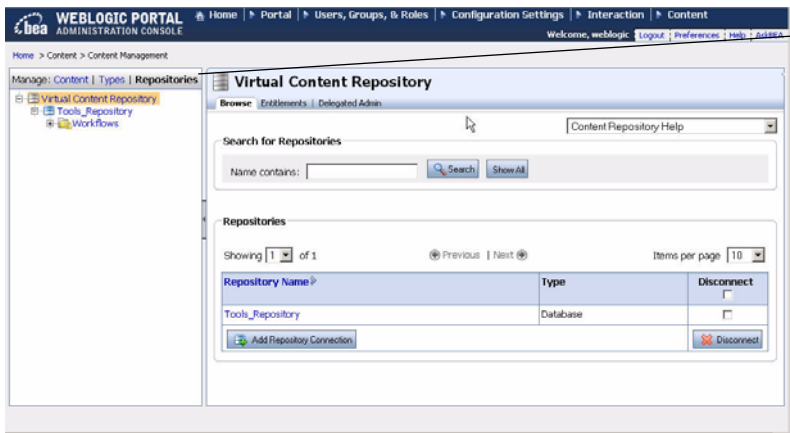 bea WEBLOGIC PORTAL
ADMINISTRATION CONSOLE
Home | Portal | Users, Groups, & Roles | Configuration Settings | Interaction | Content
Welcome, weblogic Logout Preferences Help AskBEA
Home > Content > Content Management
Manage: Content | Types | Repositories
Virtual Content Repository
Tools_Repository
Workflows
Virtual Content Repository
Browse Entitlements | Delegated Admin
Content Repository Help
Search for Repositories
Name contains: Search Show All
Repositories
Showing 1 of 1 Previous | Next Items per page 10
Repository Name Type Disconnect
Tools_Repository Database
Add Repository Connection Disconnect